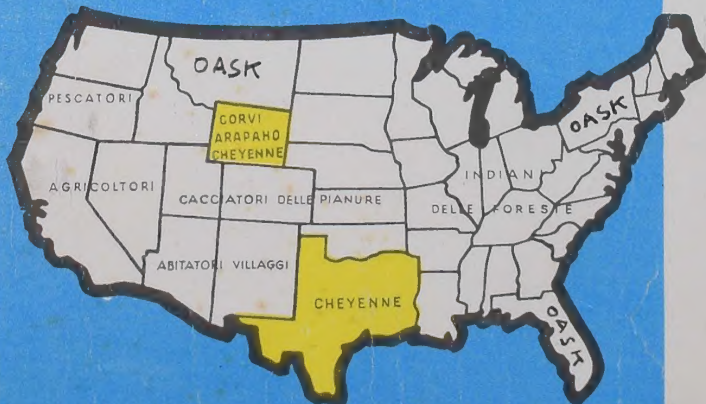 OASK
PESCATORI
CORVI
ARAPAHO
CHEYENNE
OASK
INDIANI
AGRICOLTORI
CACCIATORI DELLE PIANURE
DELLE FORESTE
ABITATORI VILLAGGI
CHEYENNE
OASK